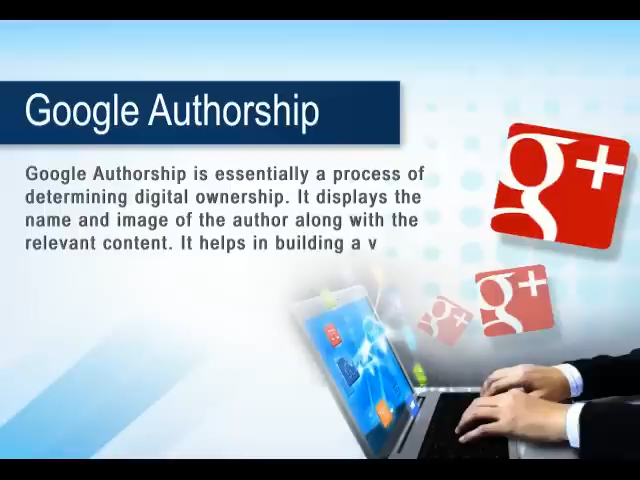 Google Authorship
Google Authorship is essentially a process of
determining digital ownership. It displays the
name and image of the author along with the
relevant content. It helps in building a v
g+
g+
g+